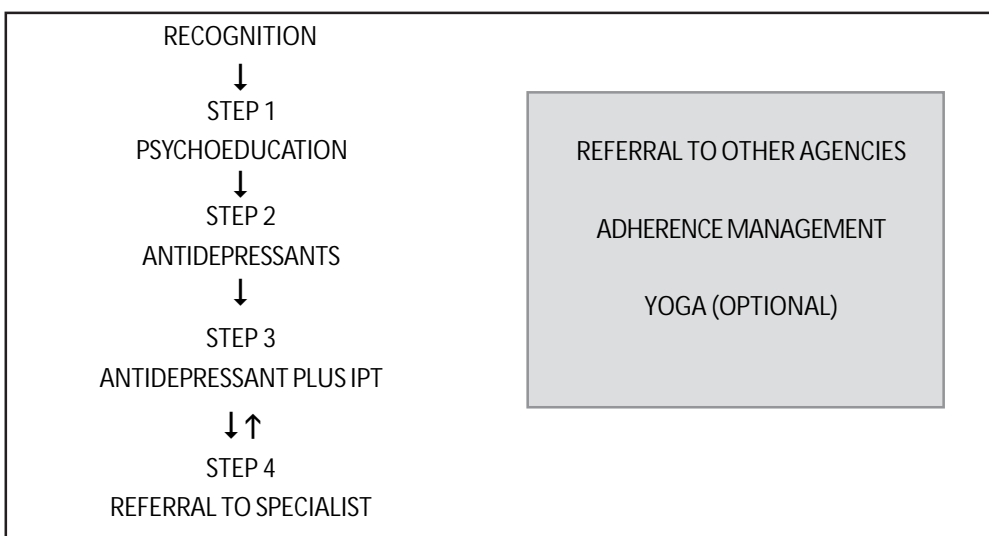 RECOGNITION
↓
STEP 1
PSYCHOEDUCATION
↓
STEP 2
ANTIDEPRESSANTS
↓
STEP 3
ANTIDEPRESSANT PLUS IPT
↓↑
STEP 4
REFERRAL TO SPECIALIST
REFERRAL TO OTHER AGENCIES
ADHERENCE MANAGEMENT
YOGA (OPTIONAL)